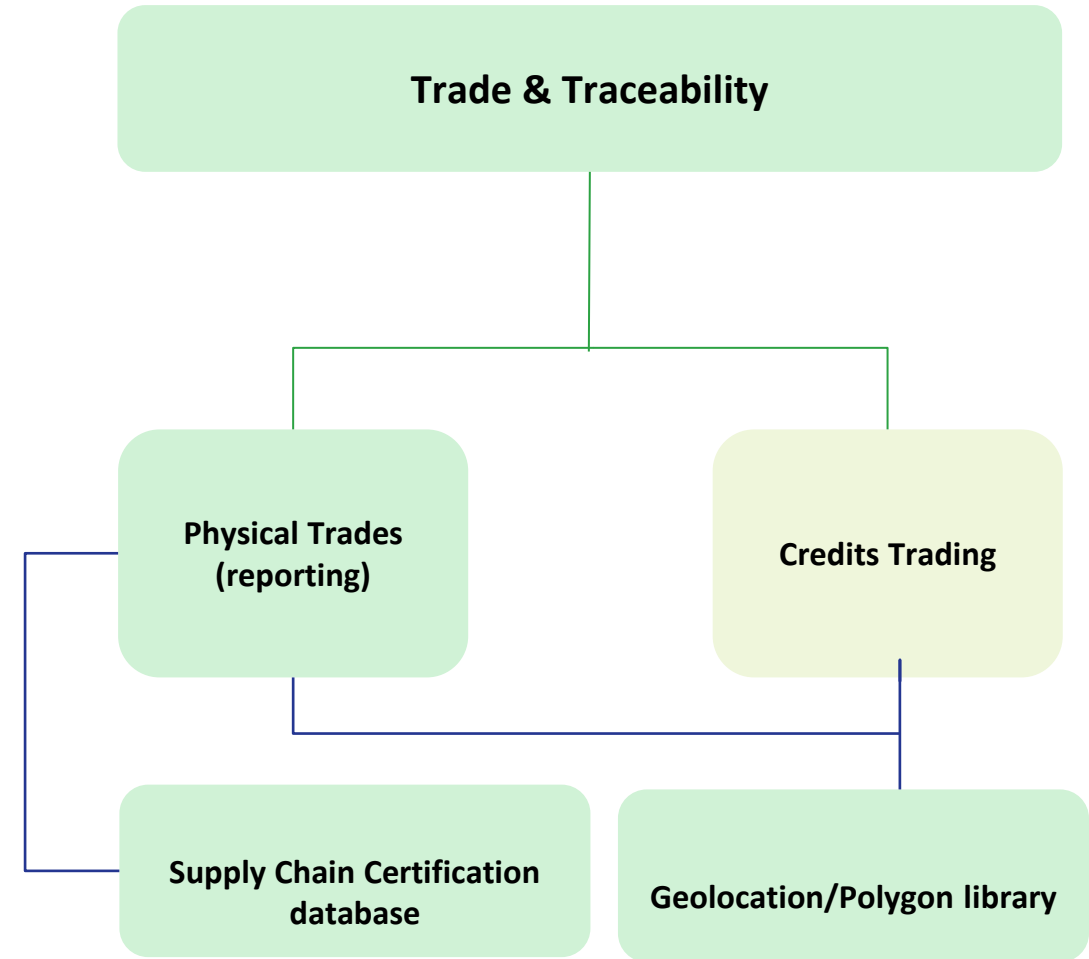 Trade & Traceability
Physical Trades
(reporting)
Credits Trading
Supply Chain Certification
database
Geolocation/Polygon library